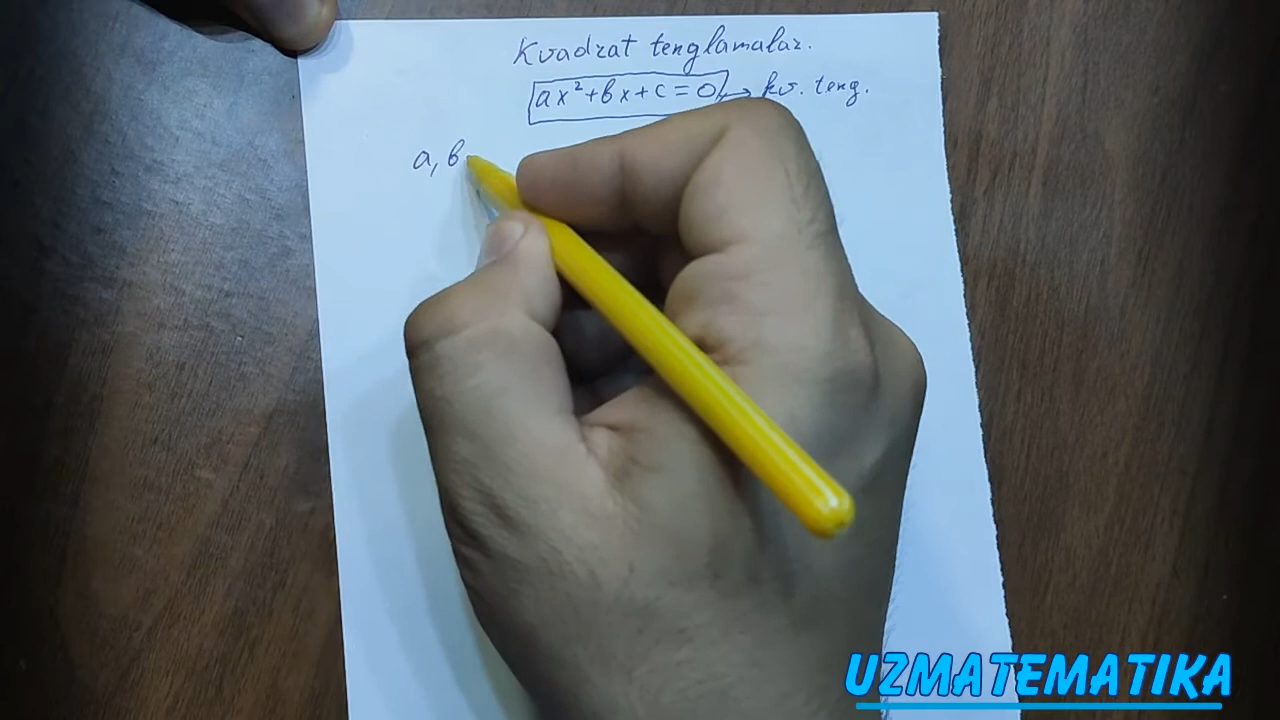 Kvadrat tenglamalar.
ax²+bx+c=0 → kv. teng.
a, b
UZMATEMATIKA